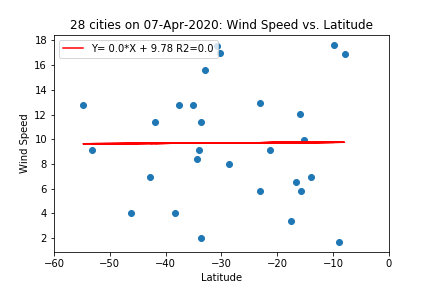 28 cities on 07-Apr-2020: Wind Speed vs. Latitude
Y= 0.0*X + 9.78 R2=0.0
Wind Speed
18
16
14
12
10
8
6
4
2
−60 −50 −40 −30 −20 −10 0
Latitude